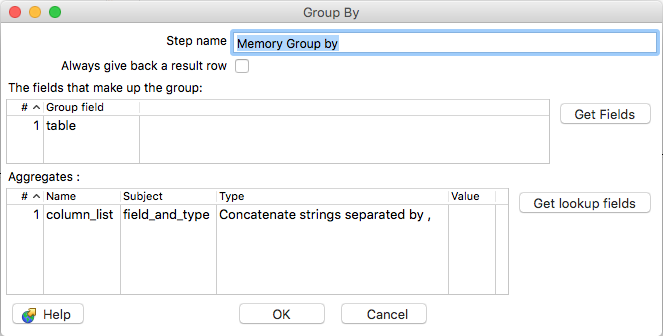 Group By
Step name Memory Group by
Always give back a result row
The fields that make up the group:
# Group field
1 table
Get Fields
Aggregates :
# Name Subject Type Value
1 column_list field_and_type Concatenate strings separated by ,
Get lookup fields
Help OK Cancel